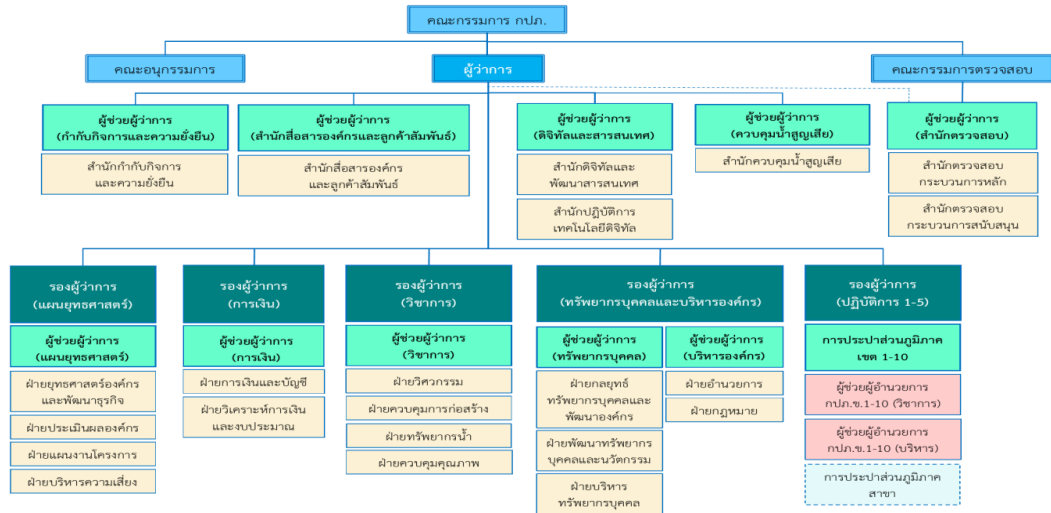 คณะกรรมการ กปภ.
คณะอนุกรรมการ
ผู้ว่าการ
คณะกรรมการตรวจสอบ
ผู้ช่วยผู้ว่าการ
(กำกับกิจการและความยั่งยืน)
สำนักกำกับกิจการ
และความยั่งยืน
ผู้ช่วยผู้ว่าการ
(สำนักสื่อสารองค์กรและลูกค้าสัมพันธ์)
สำนักสื่อสารองค์กร
และลูกค้าสัมพันธ์
ผู้ช่วยผู้ว่าการ
(ดิจิทัลและสารสนเทศ)
สำนักดิจิทัลและ
พัฒนาสารสนเทศ
สำนักปฏิบัติการ
เทคโนโลยีดิจิทัล
ผู้ช่วยผู้ว่าการ
(ควบคุมน้ำสูญเสีย)
สำนักควบคุมน้ำสูญเสีย
ผู้ช่วยผู้ว่าการ
(สำนักตรวจสอบ)
สำนักตรวจสอบ
กระบวนการหลัก
สำนักตรวจสอบ
กระบวนการสนับสนุน
รองผู้ว่าการ
(แผนยุทธศาสตร์)
ผู้ช่วยผู้ว่าการ
(แผนยุทธศาสตร์)
ฝ่ายยุทธศาสตร์องค์กร
และพัฒนาธุรกิจ
ฝ่ายประเมินผลองค์กร
ฝ่ายแผนงานโครงการ
ฝ่ายบริหารความเสี่ยง
รองผู้ว่าการ
(การเงิน)
ผู้ช่วยผู้ว่าการ
(การเงิน)
ฝ่ายการเงินและบัญชี
ฝ่ายวิเคราะห์การเงิน
และงบประมาณ
รองผู้ว่าการ
(วิชาการ)
ผู้ช่วยผู้ว่าการ
(วิชาการ)
ฝ่ายวิศวกรรม
ฝ่ายควบคุมการก่อสร้าง
ฝ่ายทรัพยากรน้ำ
ฝ่ายควบคุมคุณภาพ
รองผู้ว่าการ
(ทรัพยากรบุคคลและบริหารองค์กร)
ผู้ช่วยผู้ว่าการ
(ทรัพยากรบุคคล)
ฝ่ายกลยุทธ์
ทรัพยากรบุคคลและ
พัฒนาองค์กร
ฝ่ายพัฒนาทรัพยากร
บุคคลและนวัตกรรม
ฝ่ายบริหาร
ทรัพยากรบุคคล
ผู้ช่วยผู้ว่าการ
(บริหารองค์กร)
ฝ่ายอำนวยการ
ฝ่ายกฎหมาย
รองผู้ว่าการ
(ปฏิบัติการ 1-5)
การประปาส่วนภูมิภาค
เขต 1-10
ผู้ช่วยผู้อำนวยการ
กปภ.ข.1-10 (วิชาการ)
ผู้ช่วยผู้อำนวยการ
กปภ.ข.1-10 (บริหาร)
การประปาส่วนภูมิภาค
สาขา